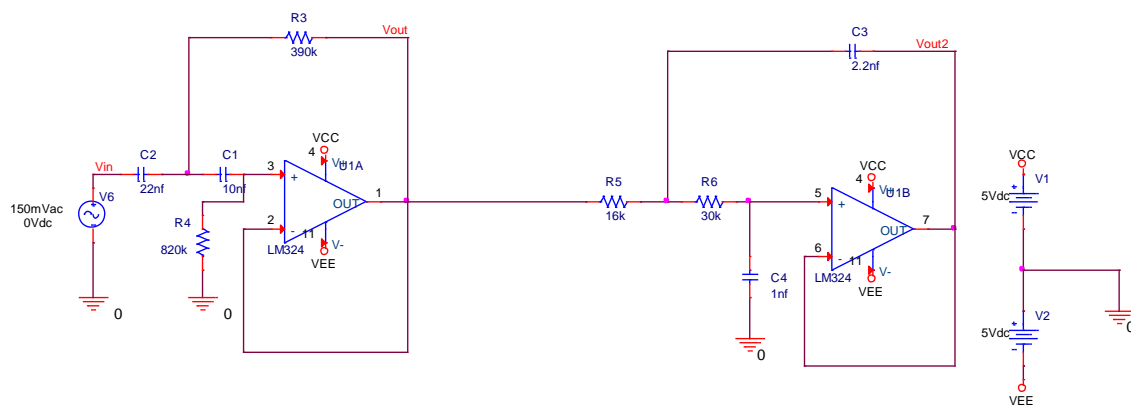 R3
390k
Vout
C3
2.2nf
Vout2
Vin
C2
22nf
C1
10nf
V6
150mVac
0Vdc
0
R4
820k
0
VCC
4
V+
U1A
3
+
2
-
OUT
1
11
V-
LM324
VEE
R5
16k
R6
30k
C4
1nf
0
VCC
4
V+
U1B
5
+
6
-
OUT
7
11
V-
LM324
VEE
VCC
V1
5Vdc
+
-
0
V2
5Vdc
+
-
VEE